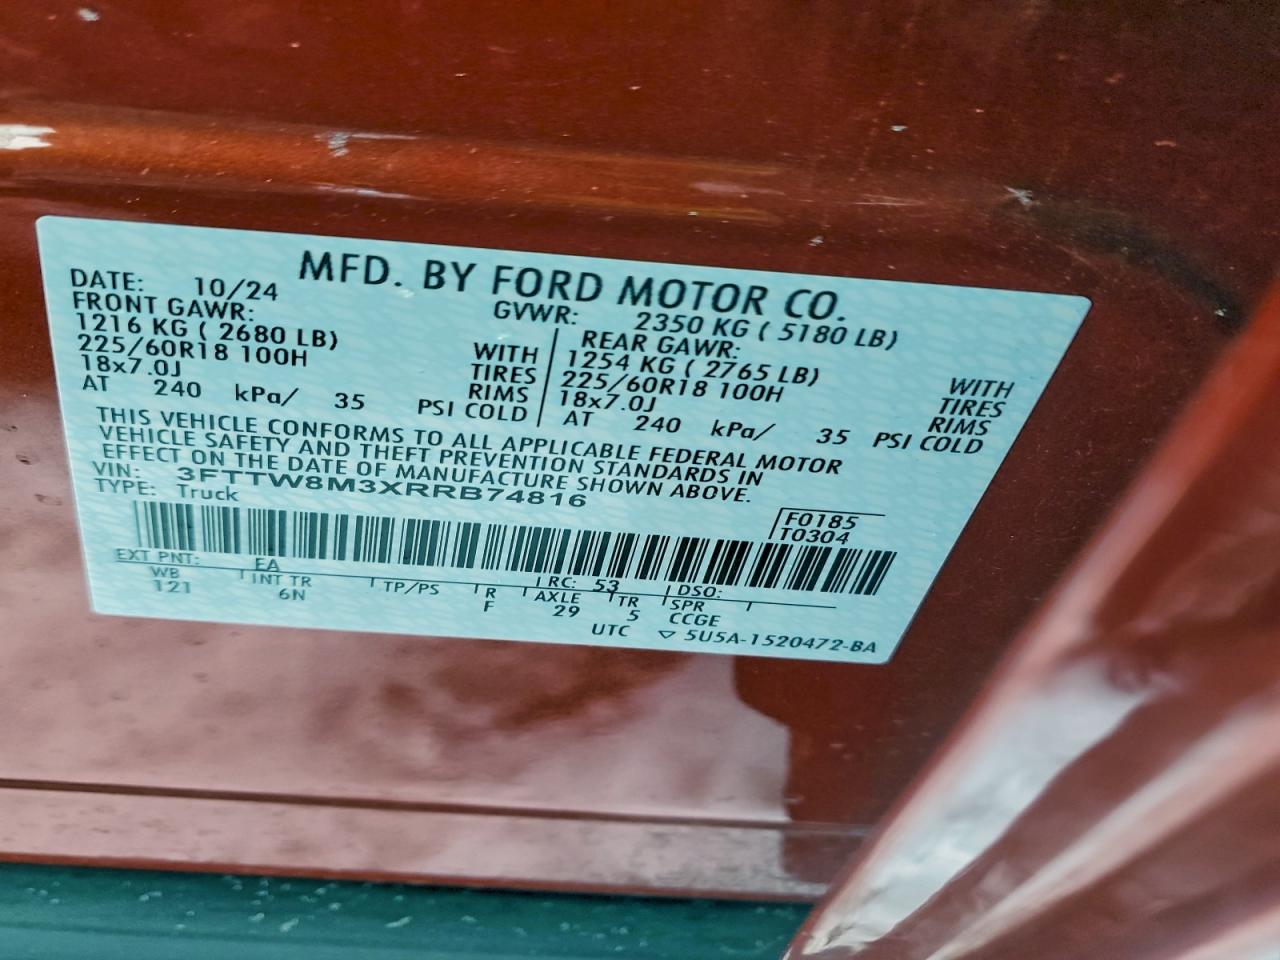 MFD. BY FORD MOTOR CO.
DATE: 10/24 GVWR: 2350 KG ( 5180 LB)
FRONT GAWR: REAR GAWR:
1216 KG ( 2680 LB) WITH 1254 KG ( 2765 LB) WITH
225/60R18 100H TIRES 225/60R18 100H TIRES
18x7.0J RIMS 18x7.0J RIMS
AT 240 kPa/ 35 PSI COLD AT 240 kPa/ 35 PSI COLD
THIS VEHICLE CONFORMS TO ALL APPLICABLE FEDERAL MOTOR
VEHICLE SAFETY AND THEFT PREVENTION STANDARDS IN
EFFECT ON THE DATE OF MANUFACTURE SHOWN ABOVE.
VIN: 3FTTW8M3XRRB74816
TYPE: Truck
F0185
T0304
EXT PNT: EA RC: 53 DSO:
WB INT TR TP/PS R AXLE TR SPR
121 6N F 29 5 CCGE
UTC ▽ 5U5A-1520472-BA